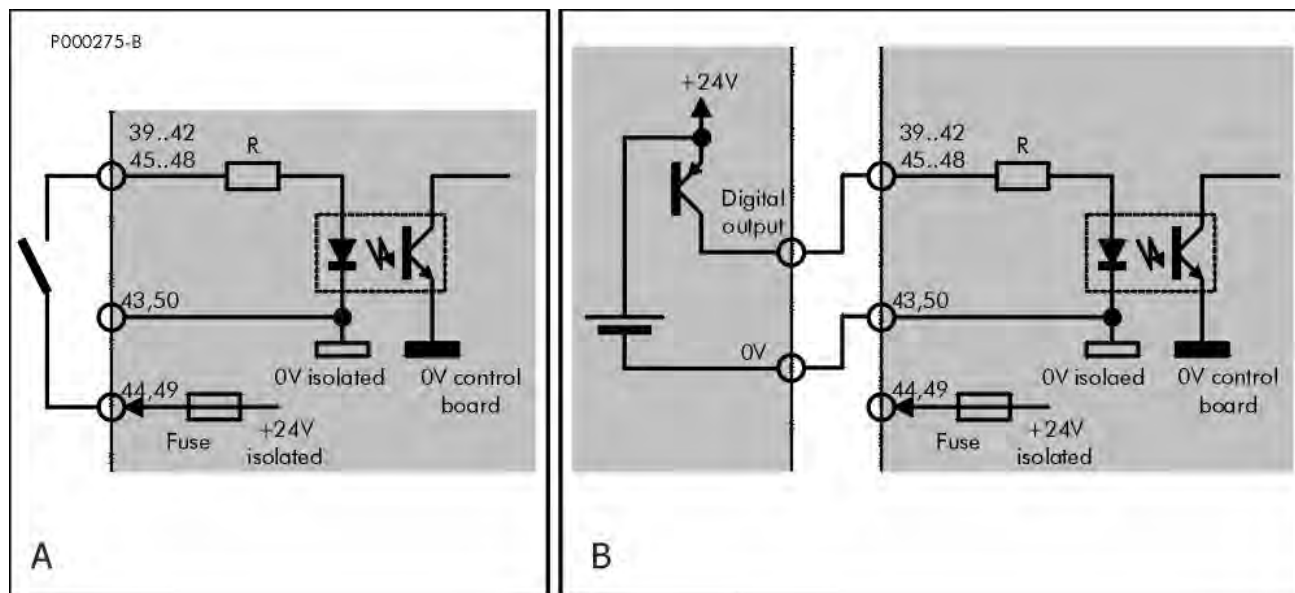 P000275-B
39..42
45..48
R
43,50
0V isolated
0V control
board
44,49
Fuse
+24V
isolated
A
+24V
Digital
output
0V
39..42
45..48
R
43,50
0V isolaed
0V control
board
44,49
Fuse
+24V
isolated
B